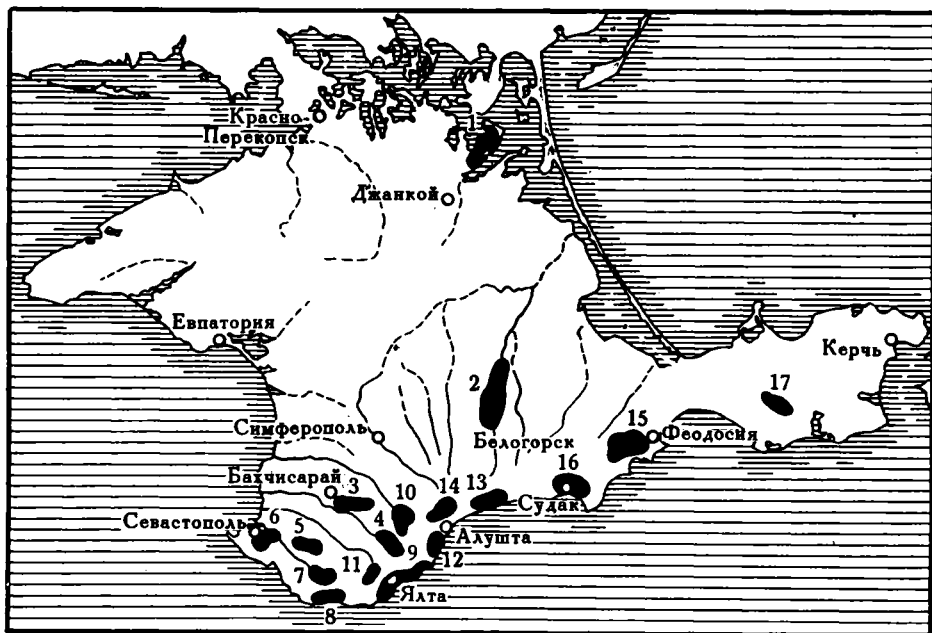 Красно-
Перекопск
1
Джанкой
Евпатория
Керчь
2
17
Симферополь
Белогорск
15
Феодосия
Бахчисарай
3
10
14
13
16
Судак
Севастополь
6
5
4
9
Алушта
12
7
11
Ялта
8